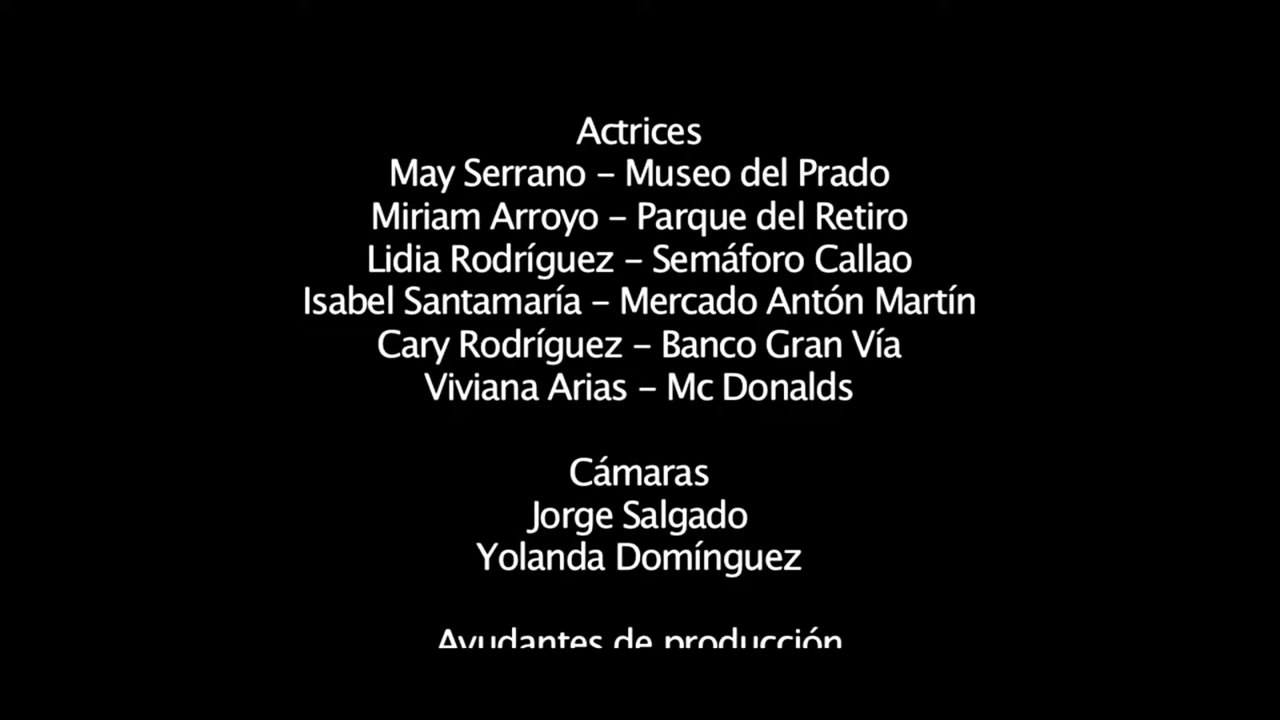 Actrices
May Serrano – Museo del Prado
Miriam Arroyo – Parque del Retiro
Lidia Rodríguez – Semáforo Callao
Isabel Santamaría – Mercado Antón Martín
Cary Rodríguez – Banco Gran Vía
Viviana Arias – Mc Donalds
Cámaras
Jorge Salgado
Yolanda Domínguez
Ayudantes de producción